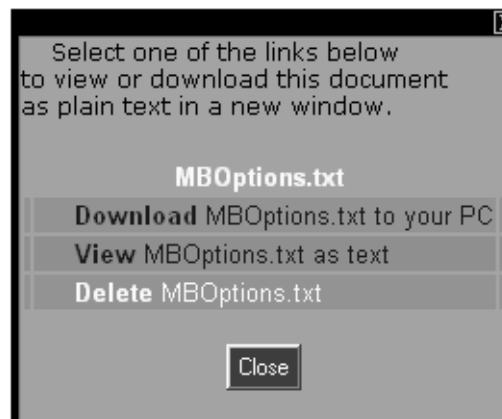 Select one of the links below
to view or download this document
as plain text in a new window.
MBOptions.txt
Download MBOptions.txt to your PC
View MBOptions.txt as text
Delete MBOptions.txt
Close